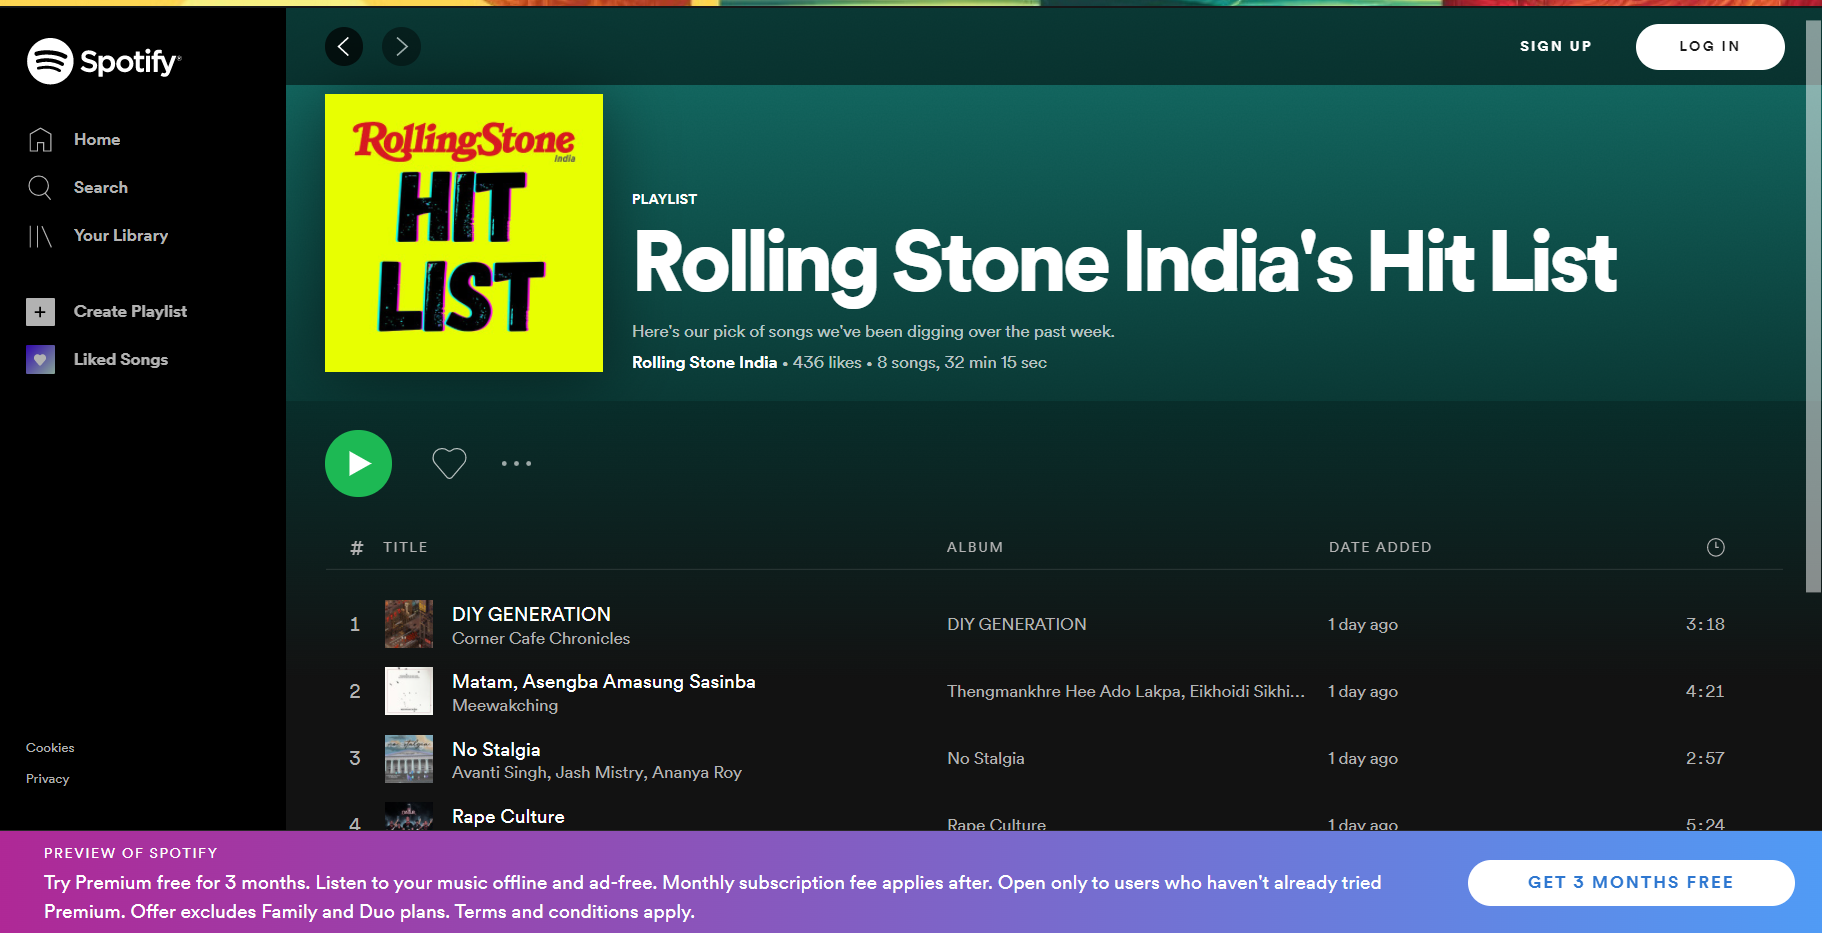 Spotify
Home
Search
Your Library
Create Playlist
Liked Songs
Cookies
Privacy
SIGN UP
LOG IN
RollingStone
India
HIT
LIST
PLAYLIST
Rolling Stone India's Hit List
Here's our pick of songs we've been digging over the past week.
Rolling Stone India • 436 likes • 8 songs, 32 min 15 sec
# TITLE ALBUM DATE ADDED
1 DIY GENERATION DIY GENERATION 1 day ago 3:18
Corner Cafe Chronicles
2 Matam, Asengba Amasung Sasinba Thengmankhre Hee Ado Lakpa, Eikhoidi Sikhi... 1 day ago 4:21
Meewakching
3 No Stalgia No Stalgia 1 day ago 2:57
Avanti Singh, Jash Mistry, Ananya Roy
4 Rape Culture Rape Culture 1 day ago 5:24
PREVIEW OF SPOTIFY
Try Premium free for 3 months. Listen to your music offline and ad-free. Monthly subscription fee applies after. Open only to users who haven't already tried
Premium. Offer excludes Family and Duo plans. Terms and conditions apply.
GET 3 MONTHS FREE